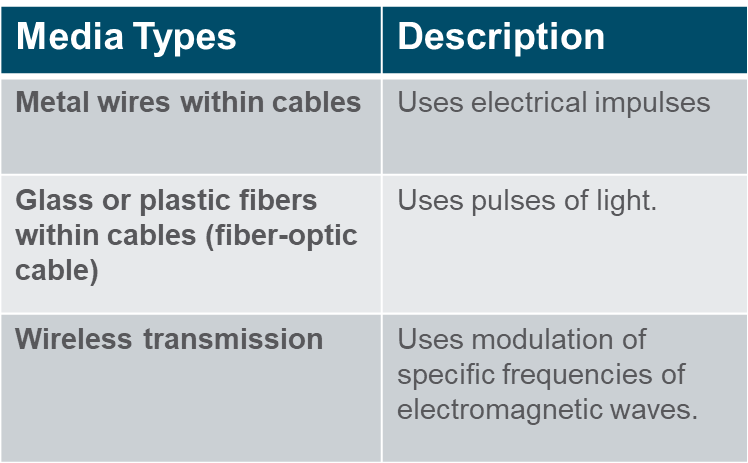 Media Types
Description
Metal wires within cables
Uses electrical impulses
Glass or plastic fibers
within cables (fiber-optic
cable)
Uses pulses of light.
Wireless transmission
Uses modulation of
specific frequencies of
electromagnetic waves.